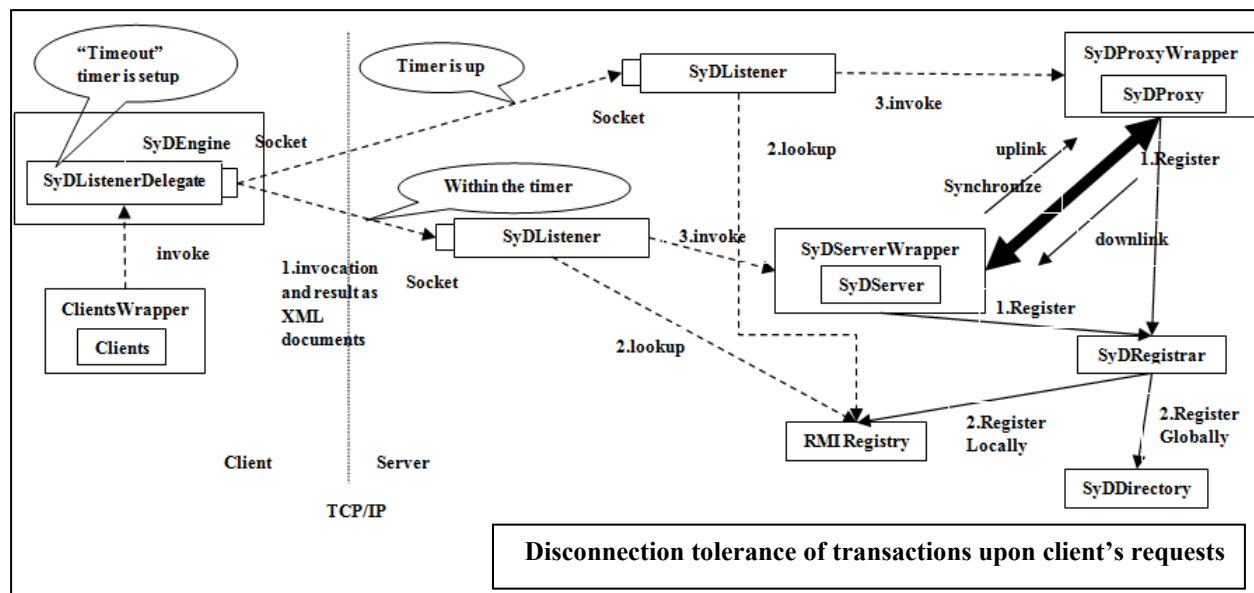 “Timeout”
timer is setup
SyDEngine
SyDListenerDelegate
Socket
invoke
ClientsWrapper
Clients
Timer is up
Socket
SyDListener
3.invoke
SyDProxyWrapper
SyDProxy
2.lookup
uplink
Synchronize
1.Register
downlink
Within the timer
SyDListener
3.invoke
Socket
SyDServerWrapper
SyDServer
1.Register
1.invocation
and result as
XML
documents
2.lookup
SyDRegistrar
RMI Registry
2.Register
Locally
2.Register
Globally
SyDDirectory
Client
Server
TCP/IP
Disconnection tolerance of transactions upon client’s requests